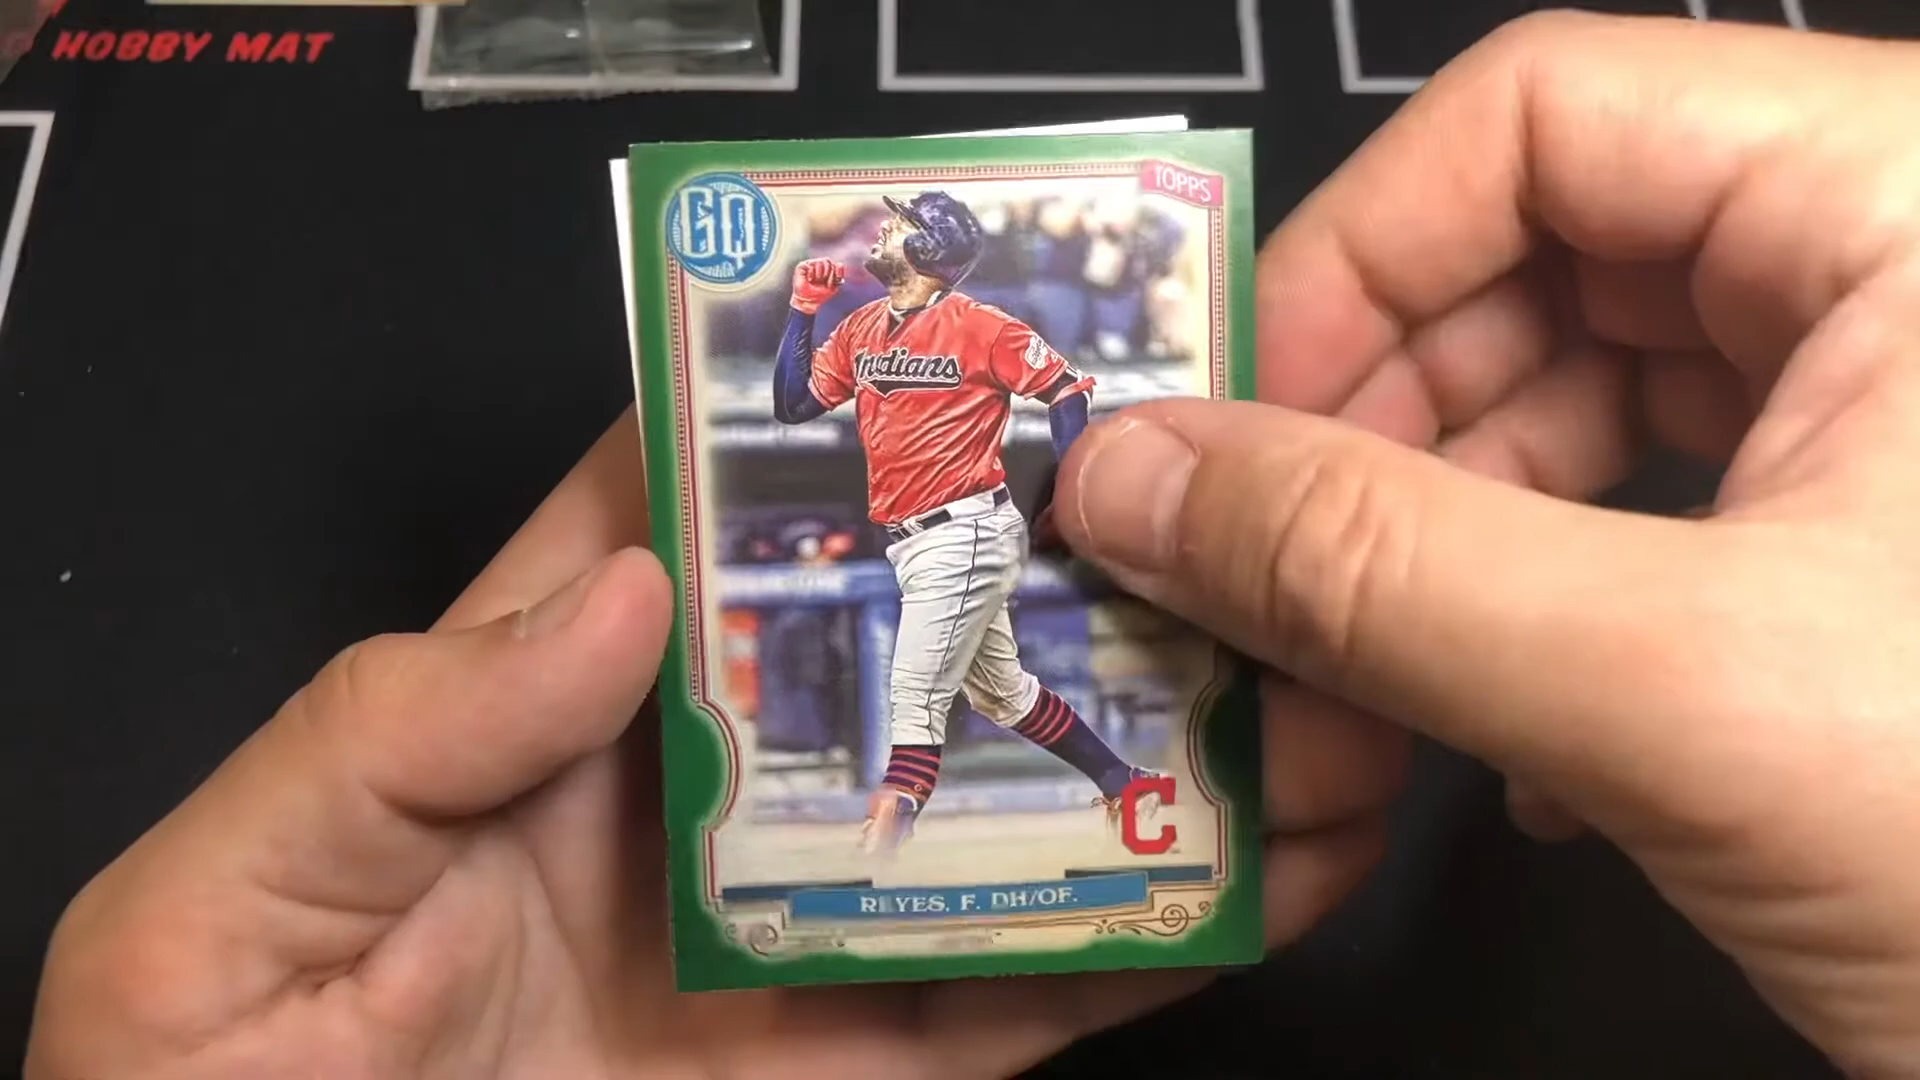 HOBBY MAT
TOPPS
GQ
Indians
C
REYES, F. DH/OF.